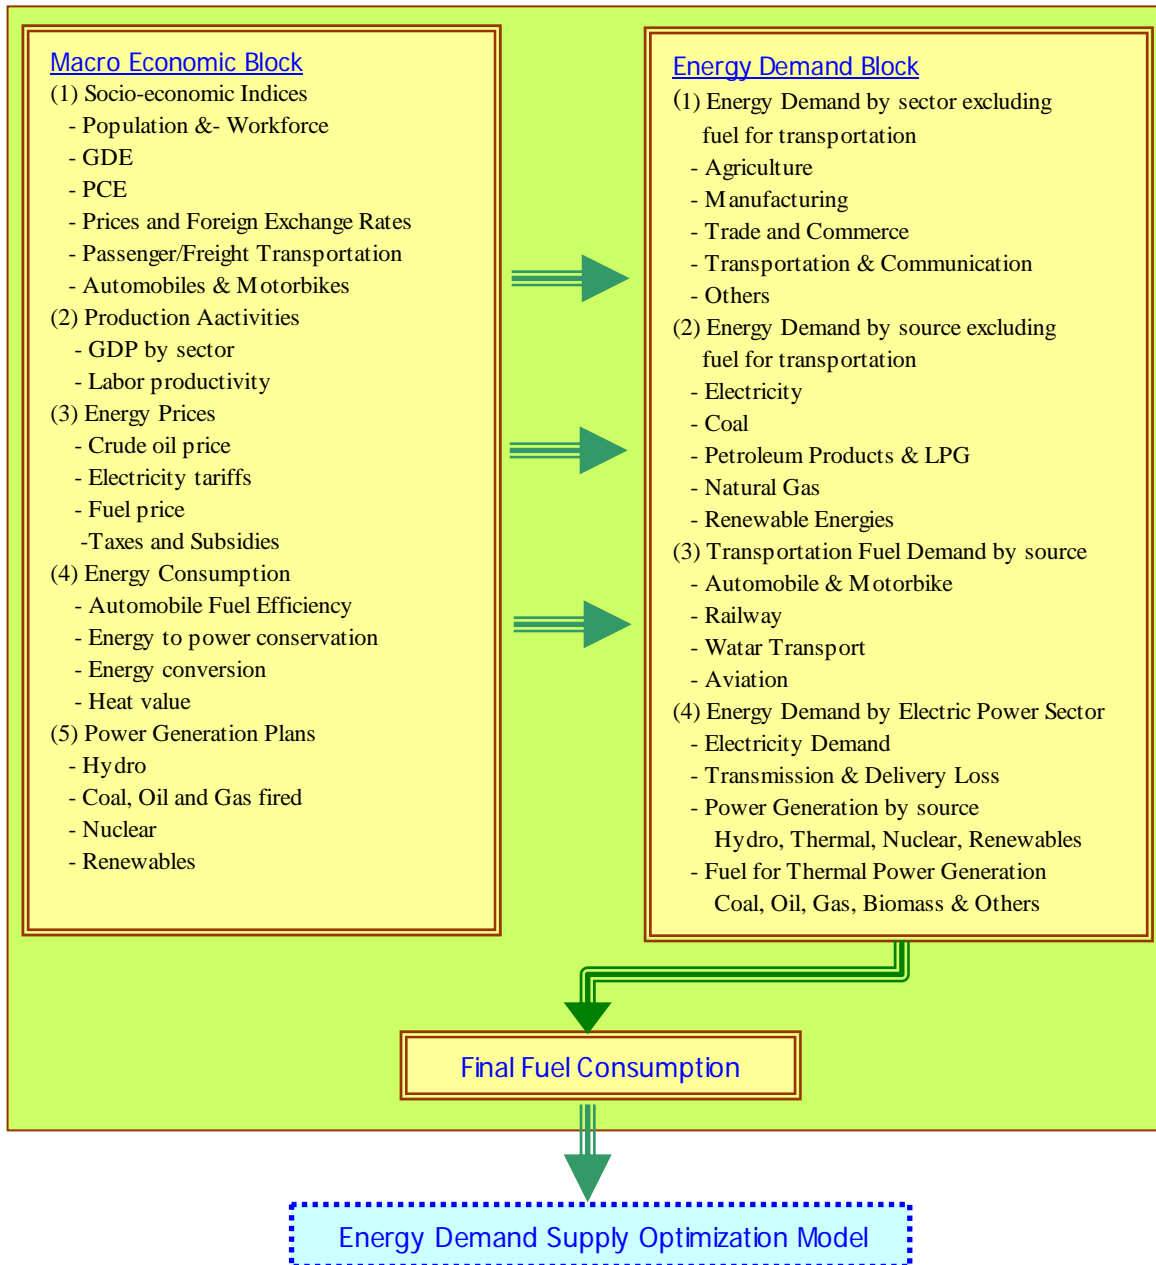 Macro Economic Block
(1) Socio-economic Indices
- Population &- Workforce
- GDE
- PCE
- Prices and Foreign Exchange Rates
- Passenger/Freight Transportation
- Automobiles & Motorbikes
(2) Production Aactivities
- GDP by sector
- Labor productivity
(3) Energy Prices
- Crude oil price
- Electricity tariffs
- Fuel price
-Taxes and Subsidies
(4) Energy Consumption
- Automobile Fuel Efficiency
- Energy to power conservation
- Energy conversion
- Heat value
(5) Power Generation Plans
- Hydro
- Coal, Oil and Gas fired
- Nuclear
- Renewables
Energy Demand Block
(1) Energy Demand by sector excluding
fuel for transportation
- Agriculture
- Manufacturing
- Trade and Commerce
- Transportation & Communication
- Others
(2) Energy Demand by source excluding
fuel for transportation
- Electricity
- Coal
- Petroleum Products & LPG
- Natural Gas
- Renewable Energies
(3) Transportation Fuel Demand by source
- Automobile & Motorbike
- Railway
- Watar Transport
- Aviation
(4) Energy Demand by Electric Power Sector
- Electricity Demand
- Transmission & Delivery Loss
- Power Generation by source
Hydro, Thermal, Nuclear, Renewables
- Fuel for Thermal Power Generation
Coal, Oil, Gas, Biomass & Others
Final Fuel Consumption
Energy Demand Supply Optimization Model